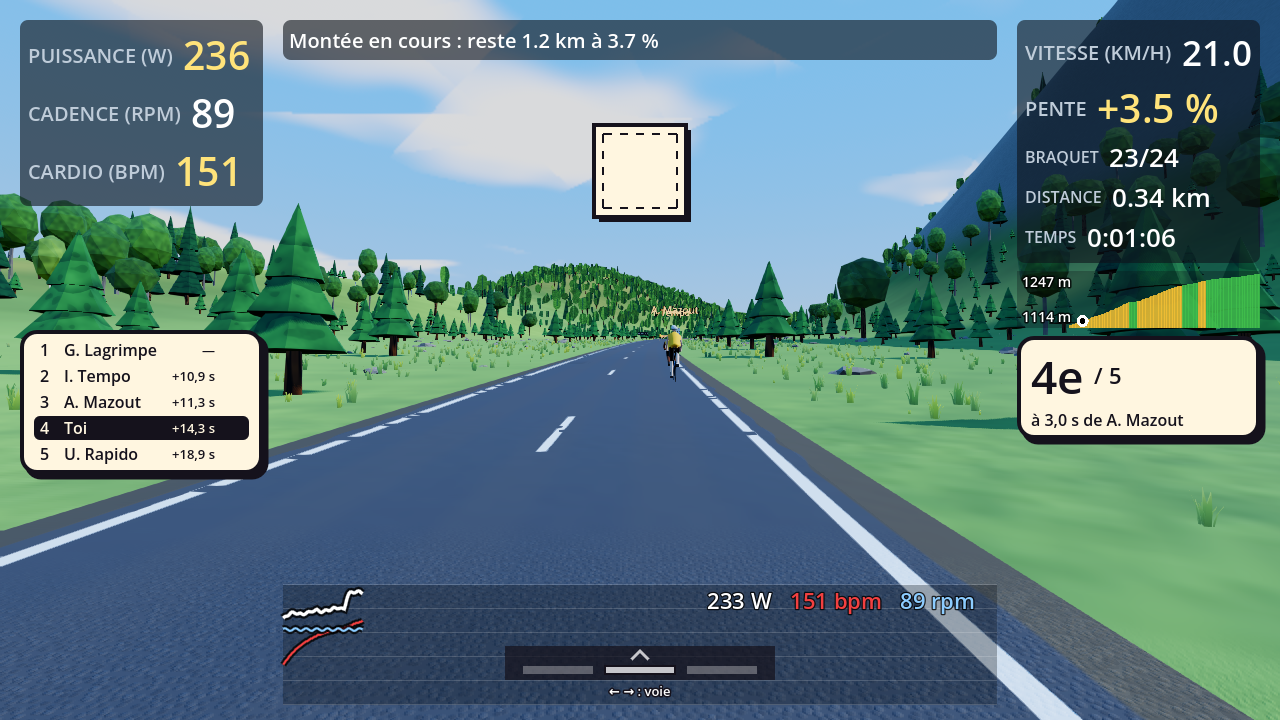 PUISSANCE (W) 236
CADENCE (RPM) 89
CARDIO (BPM) 151
Montée en cours : reste 1.2 km à 3.7 %
VITESSE (KM/H) 21.0
PENTE +3.5 %
BRAQUET 23/24
DISTANCE 0.34 km
TEMPS 0:01:06
1247 m
1114 m
1 G. Lagrimpe —
2 I. Tempo +10,9 s
3 A. Mazout +11,3 s
4 Toi +14,3 s
5 U. Rapido +18,9 s
4e / 5
à 3,0 s de A. Mazout
233 W 151 bpm 89 rpm
← → : voie